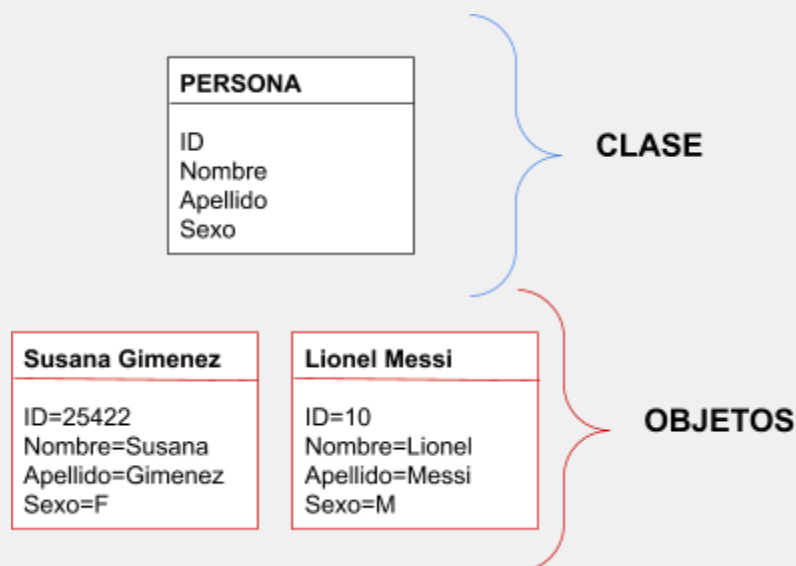 PERSONA
ID
Nombre
Apellido
Sexo
CLASE
Susana Gimenez
ID=25422
Nombre=Susana
Apellido=Gimenez
Sexo=F
Lionel Messi
ID=10
Nombre=Lionel
Apellido=Messi
Sexo=M
OBJETOS